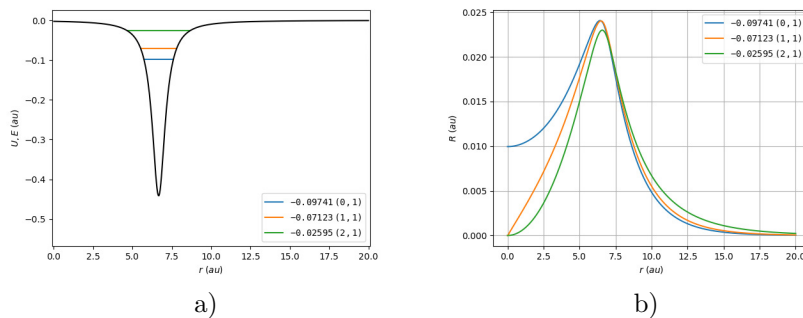 0.0
−0.1
−0.2
−0.3
−0.4
−0.5
U, E (au)
−0.09741 (0, 1)
−0.07123 (1, 1)
−0.02595 (2, 1)
0.0 2.5 5.0 7.5 10.0 12.5 15.0 17.5 20.0
r (au)
a)
0.025
0.020
0.015
0.010
0.005
0.000
R (au)
−0.09741 (0, 1)
−0.07123 (1, 1)
−0.02595 (2, 1)
0.0 2.5 5.0 7.5 10.0 12.5 15.0 17.5 20.0
r (au)
b)